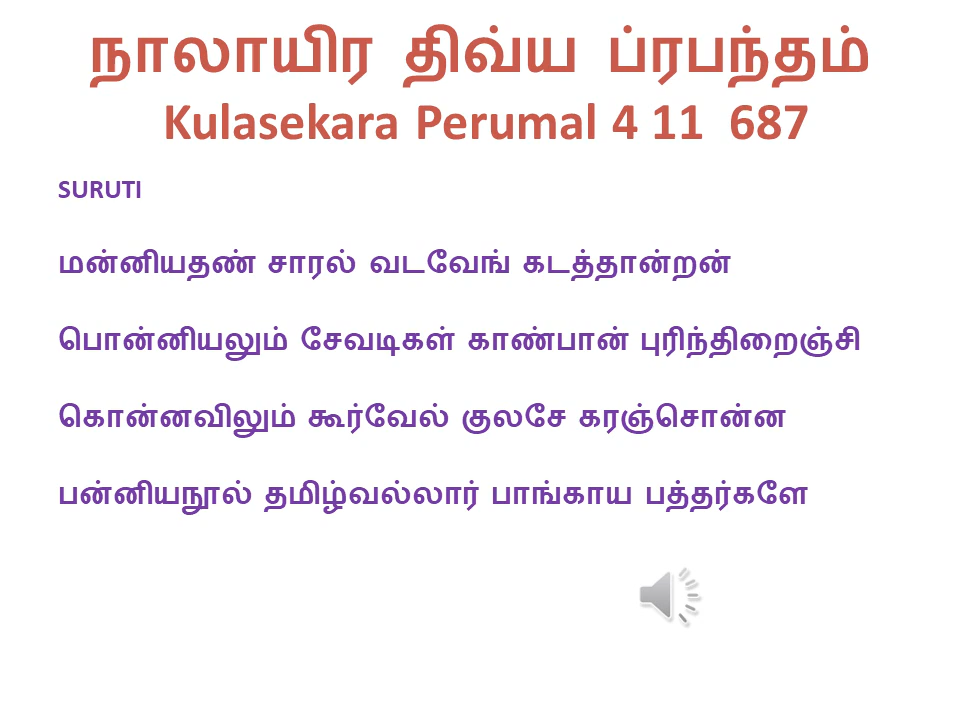 நாலாயிர திவ்ய ப்ரபந்தம்
Kulasekara Perumal 4 11 687
SURUTI
மன்னியதண் சாரல் வடவேங் கடத்தான்றன்
பொன்னியலும் சேவடிகள் காண்பான் புரிந்திறைஞ்சி
கொன்னவிலும் கூர்வேல் குலசே கரஞ்சொன்ன
பன்னியநூல் தமிழ்வல்லார் பாங்காய பத்தர்களே